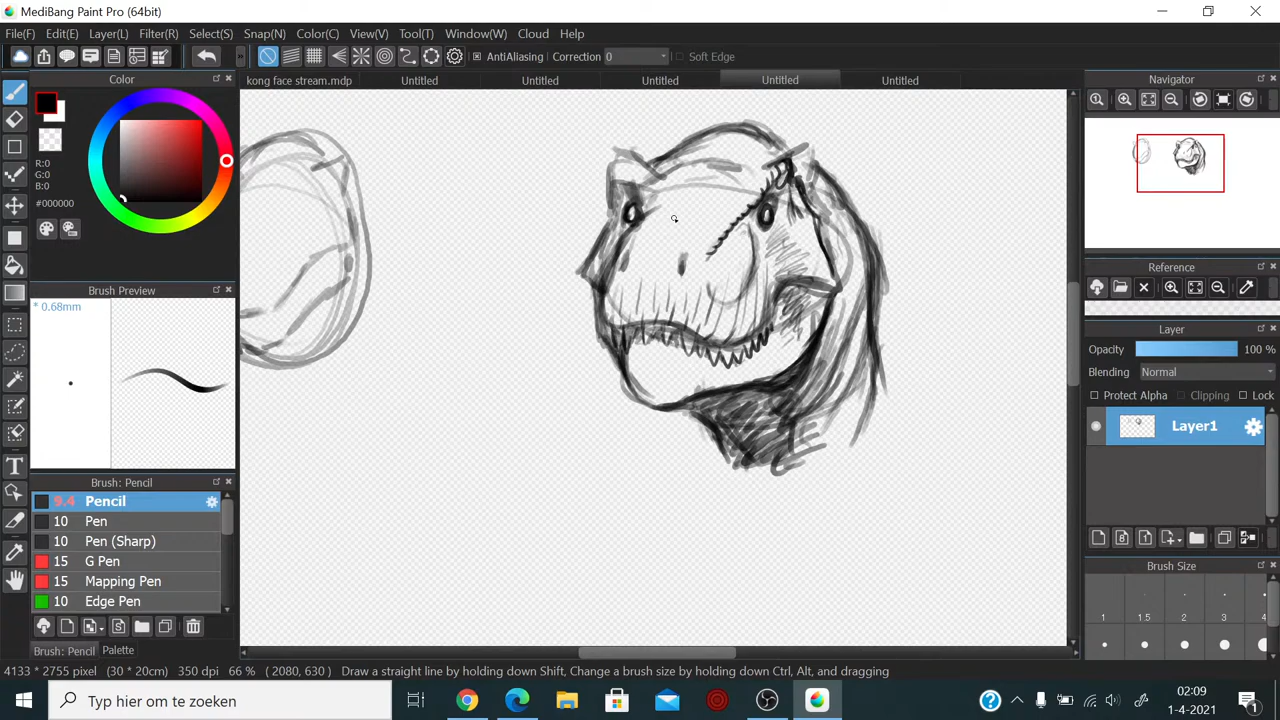 MediBang Paint Pro (64bit)
File(F) Edit(E) Layer(L) Filter(R) Select(S) Snap(N) Color(C) View(V) Tool(T) Window(W) Cloud Help
AntiAliasing Correction 0 Soft Edge
Color
kong face stream.mdp Untitled Untitled Untitled Untitled Untitled
Navigator
R:0
G:0
B:0
#000000
Reference
Brush Preview
* 0.68mm
Layer
Opacity 100 %
Blending Normal
Protect Alpha Clipping Lock
Layer1
Brush: Pencil
9.4 Pencil
10 Pen
10 Pen (Sharp)
15 G Pen
15 Mapping Pen
10 Edge Pen
Brush Size
1 1.5 2 3 4
Brush: Pencil Palette
4133 * 2755 pixel (30 * 20cm) 350 dpi 66 % ( 2080, 630 ) Draw a straight line by holding down Shift, Change a brush size by holding down Ctrl, Alt, and dragging
Typ hier om te zoeken
02:09
1-4-2021
1